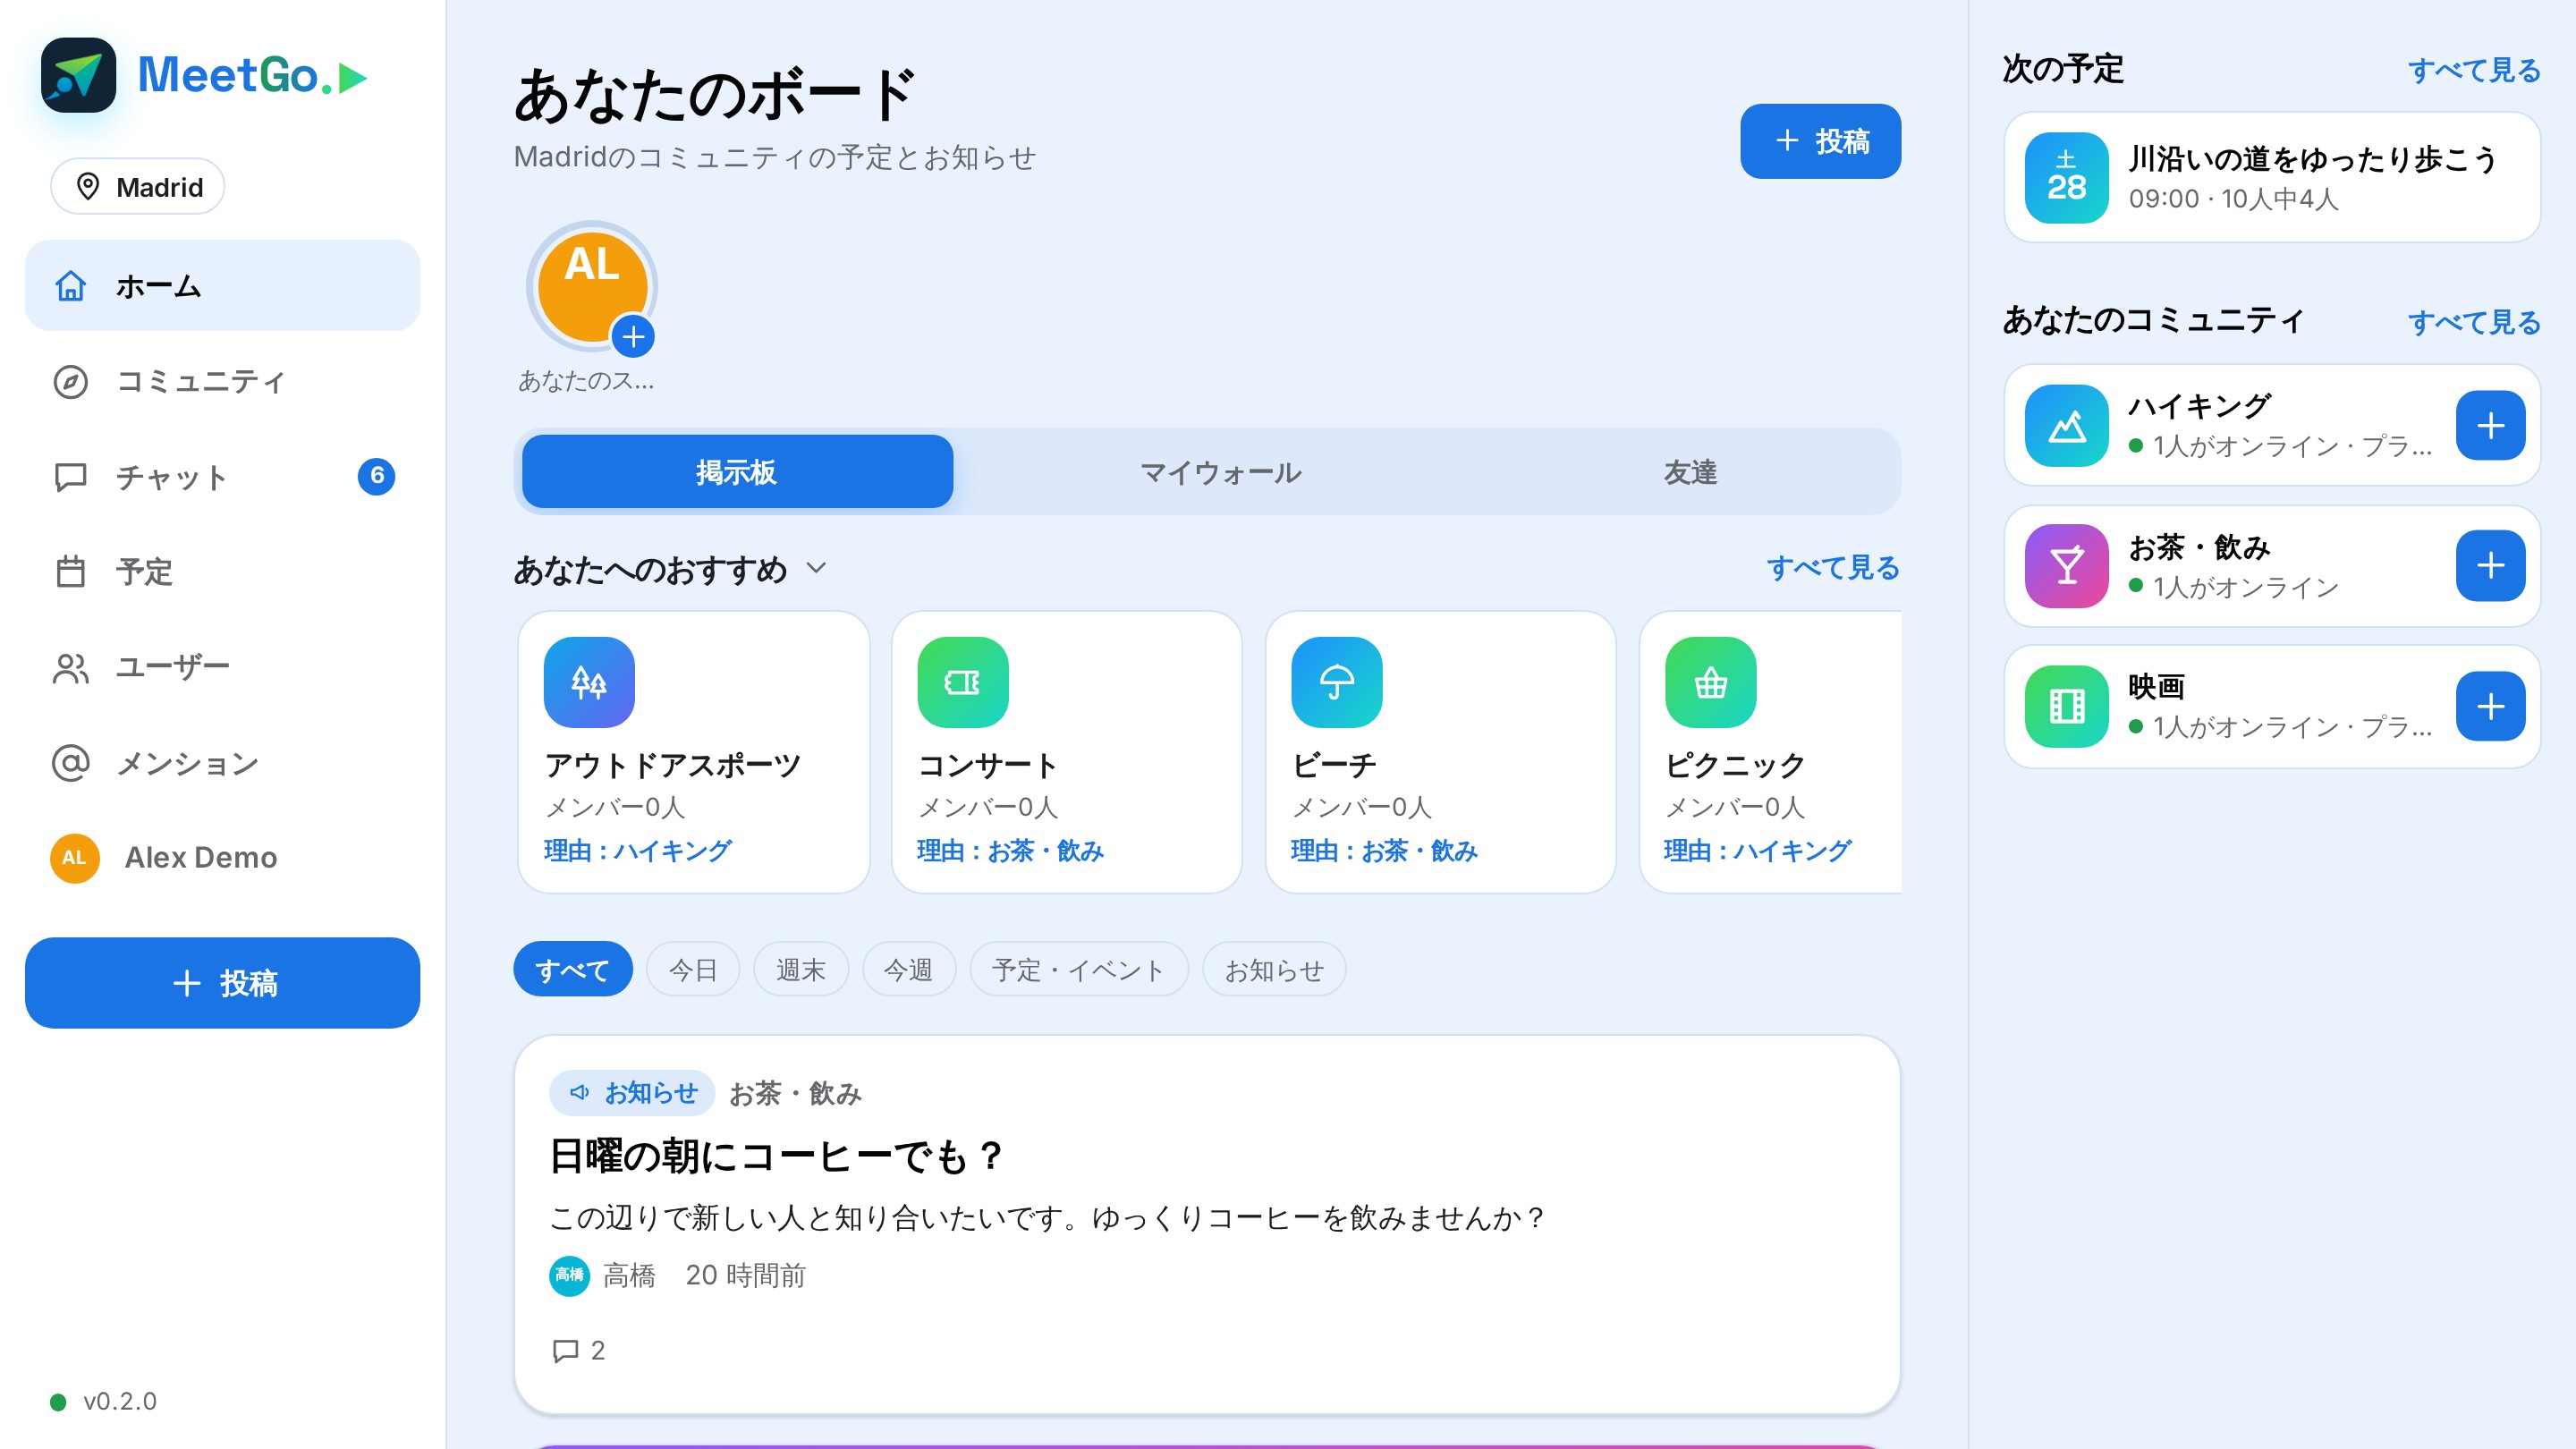 MeetGo.
Madrid
ホーム
コミュニティ
チャット 6
予定
ユーザー
メンション
AL Alex Demo
投稿
v0.2.0
あなたのボード
Madridのコミュニティの予定とお知らせ
投稿
AL
あなたのス...
掲示板 マイウォール 友達
あなたへのおすすめ すべて見る
アウトドアスポーツ
メンバー0人
理由：ハイキング
コンサート
メンバー0人
理由：お茶・飲み
ビーチ
メンバー0人
理由：お茶・飲み
ピクニック
メンバー0人
理由：ハイキング
すべて 今日 週末 今週 予定・イベント お知らせ
お知らせ お茶・飲み
日曜の朝にコーヒーでも？
この辺りで新しい人と知り合いたいです。ゆっくりコーヒーを飲みませんか？
高橋 高橋 20 時間前
2
次の予定 すべて見る
土
28
川沿いの道をゆったり歩こう
09:00 · 10人中4人
あなたのコミュニティ すべて見る
ハイキング
1人がオンライン · プラ...
お茶・飲み
1人がオンライン
映画
1人がオンライン · プラ...